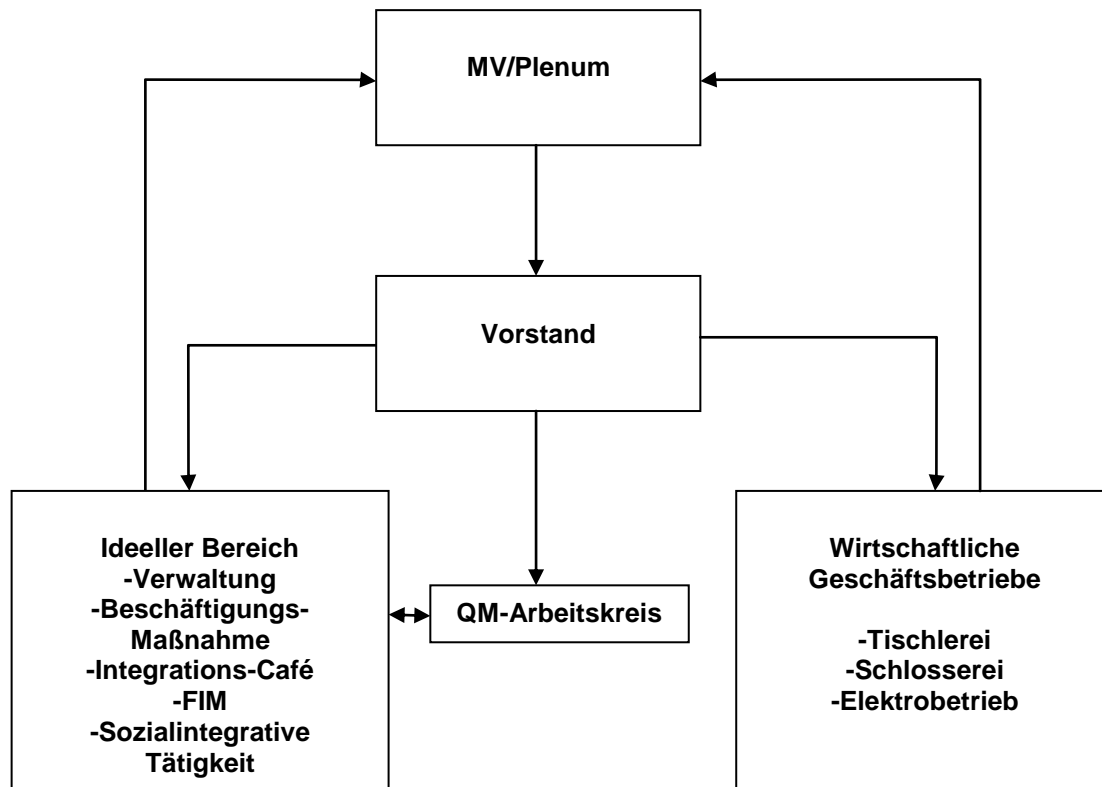 MV/Plenum
Vorstand
Ideeller Bereich
-Verwaltung
-Beschäftigungs-
Maßnahme
-Integrations-Café
-FIM
-Sozialintegrative
Tätigkeit
QM-Arbeitskreis
Wirtschaftliche
Geschäftsbetriebe
-Tischlerei
-Schlosserei
-Elektrobetrieb